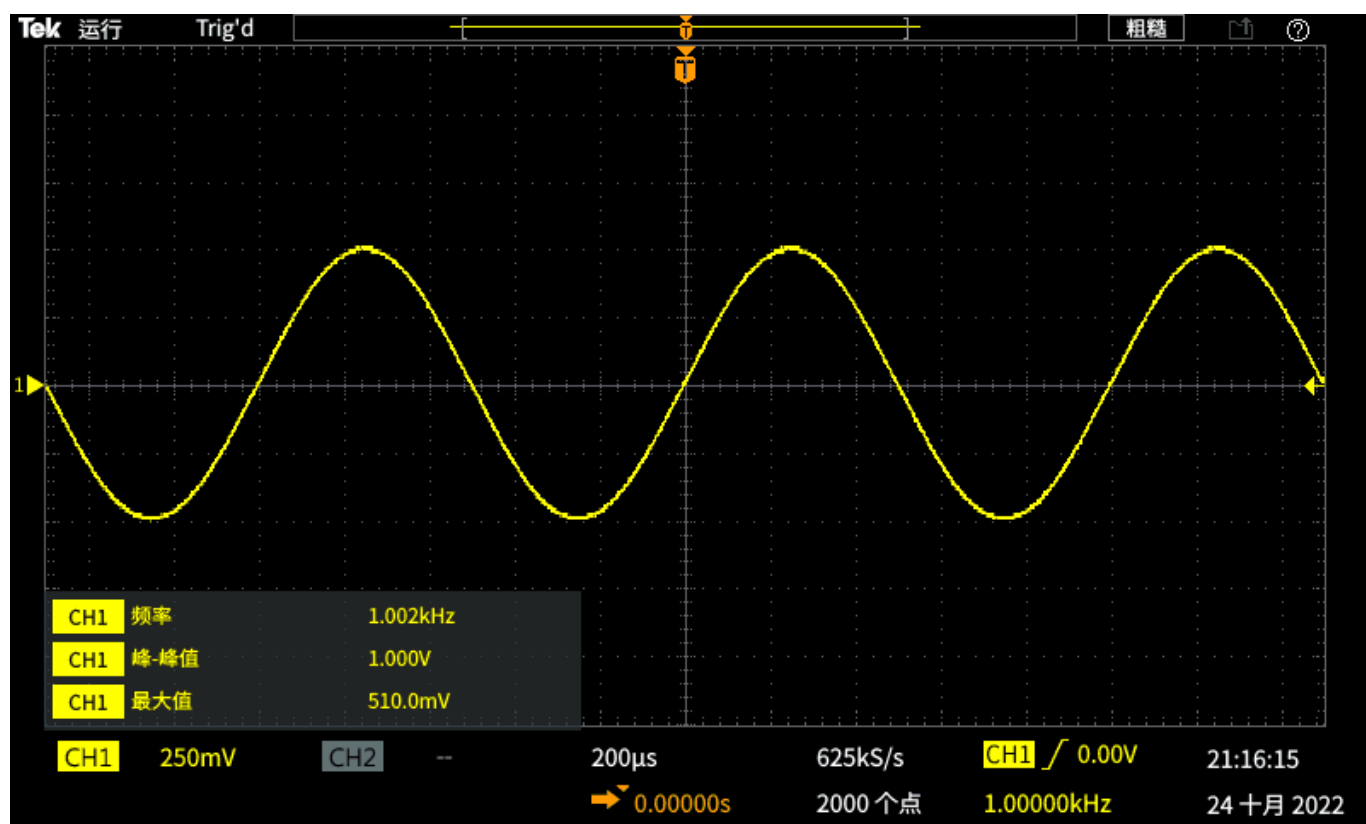 Tek 运行 Trig'd 粗糙
T
T
1
CH1 频率 1.002kHz
CH1 峰-峰值 1.000V
CH1 最大值 510.0mV
CH1 250mV CH2 -- 200µs 625kS/s CH1 0.00V 21:16:15
0.00000s 2000 个点 1.00000kHz 24 十月 2022